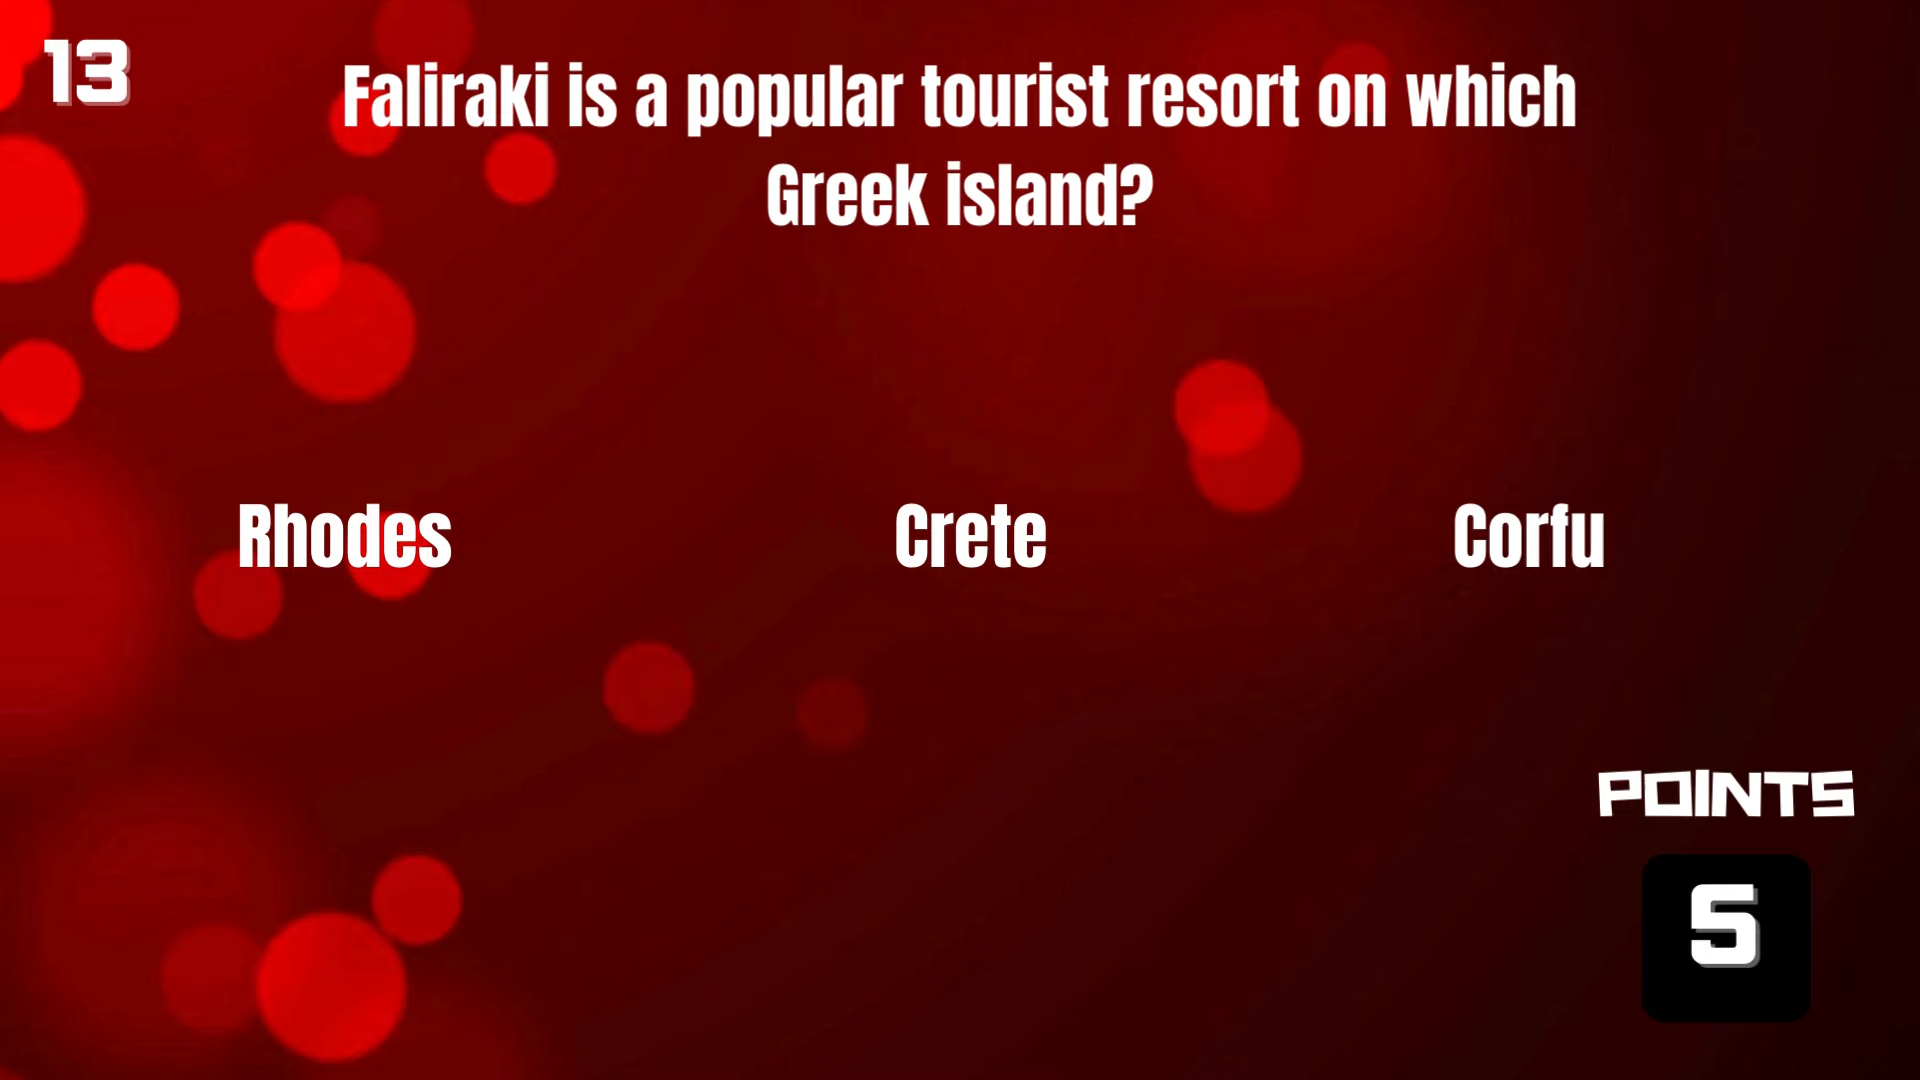 13
Faliraki is a popular tourist resort on which
Greek island?
Rhodes
Crete
Corfu
POINTS
5